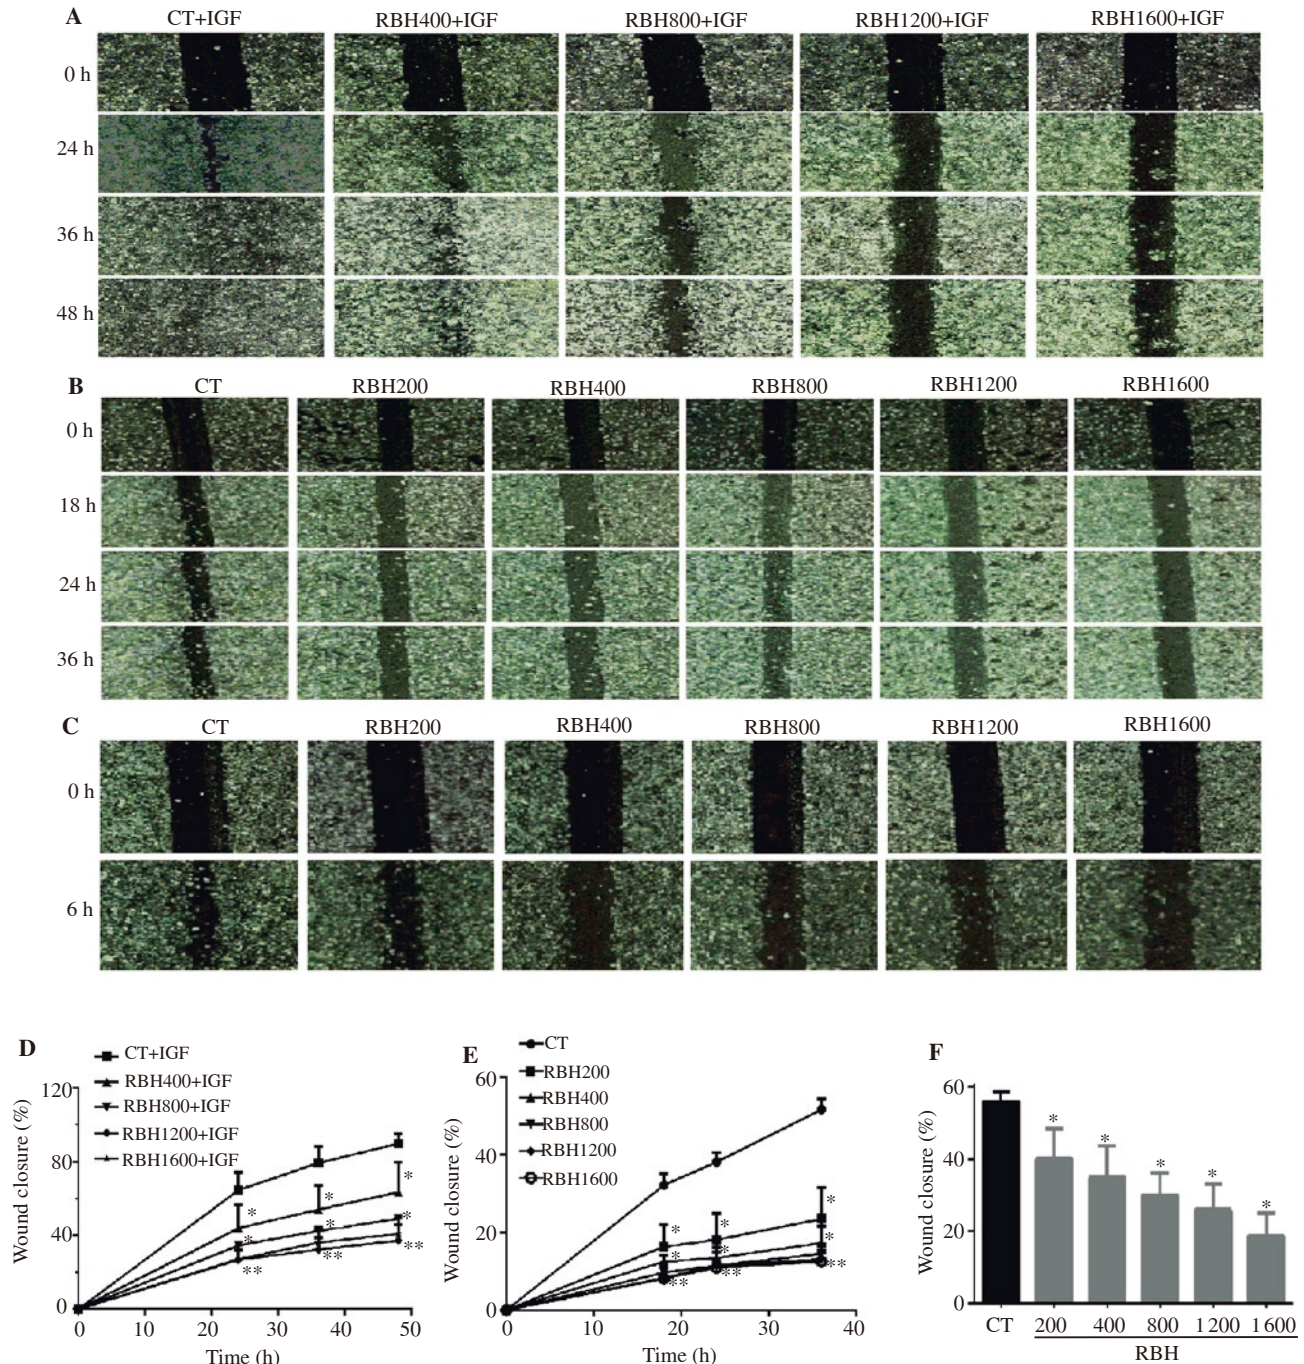 A CT+IGF RBH400+IGF RBH800+IGF RBH1200+IGF RBH1600+IGF
0 h
24 h
36 h
48 h
B CT RBH200 RBH400 RBH800 RBH1200 RBH1600
0 h
18 h
24 h
36 h
C CT RBH200 RBH400 RBH800 RBH1200 RBH1600
0 h
6 h
D
CT+IGF
RBH400+IGF
RBH800+IGF
RBH1200+IGF
RBH1600+IGF
Wound closure (%)
120
80
40
0
* * *
* * *
** ** **
0 10 20 30 40 50
Time (h)
E
CT
RBH200
RBH400
RBH800
RBH1200
RBH1600
Wound closure (%)
60
40
20
0
* * *
* * *
** ** **
0 10 20 30 40
Time (h)
F
Wound closure (%)
60
40
20
0
* * * * *
CT 200 400 800 1200 1600
RBH